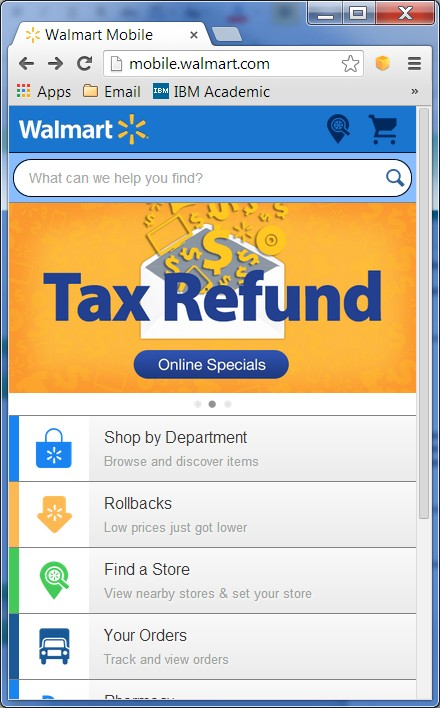 Walmart Mobile
mobile.walmart.com
Apps Email IBM IBM Academic »
Walmart
What can we help you find?
Tax Refund
Online Specials
Shop by Department
Browse and discover items
Rollbacks
Low prices just got lower
Find a Store
View nearby stores & set your store
Your Orders
Track and view orders
Pharmacy